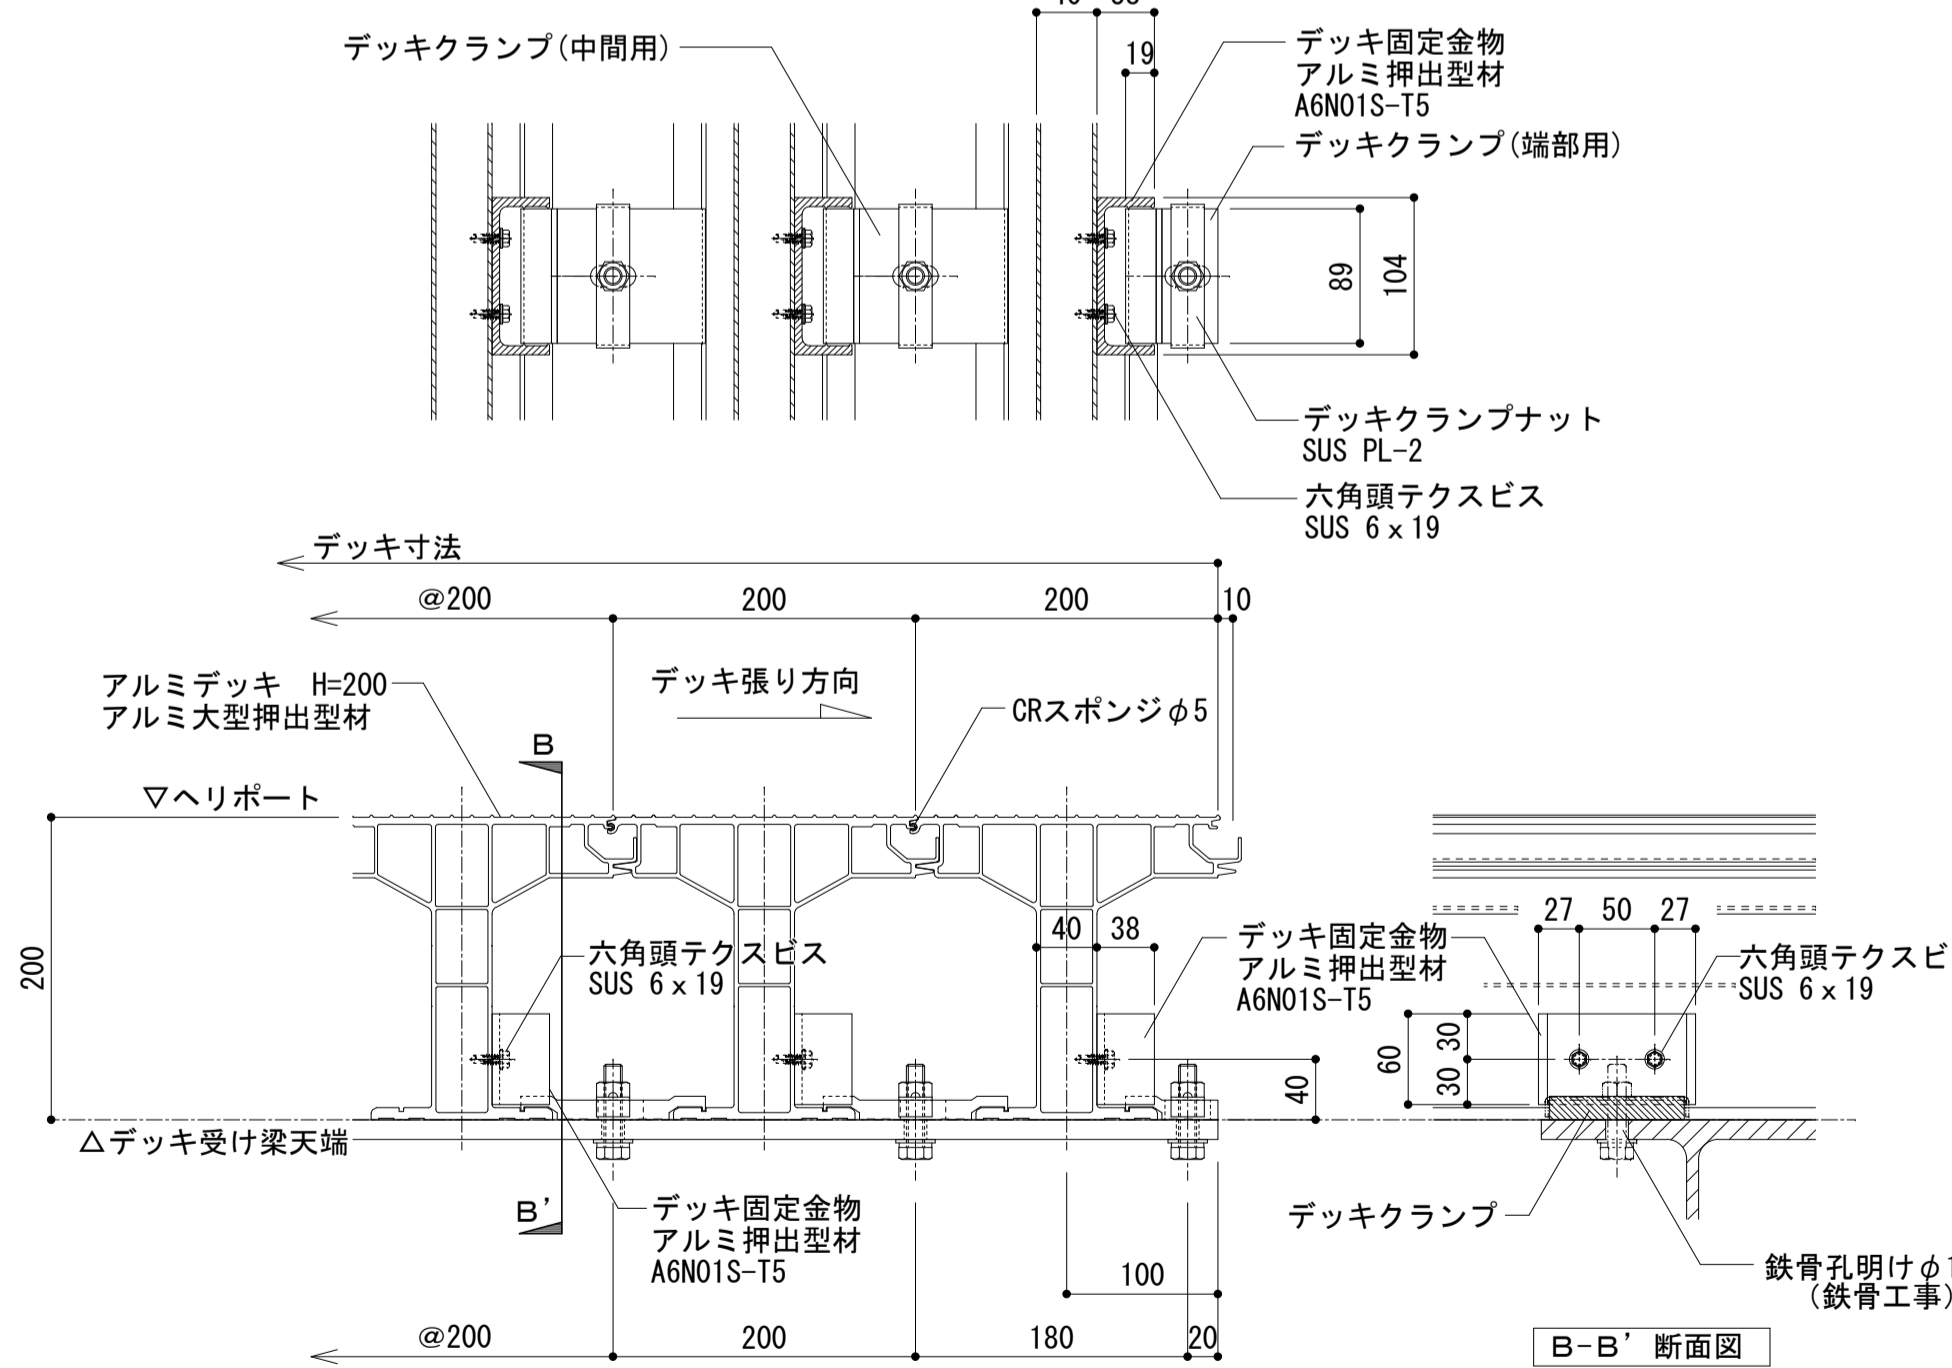 デッキクランプ(中間用)
19
デッキ固定金物
アルミ押出型材
A6N01S-T5
デッキクランプ(端部用)
89
104
デッキクランプナット
SUS PL-2
六角頭テクスビス
SUS 6×19
デッキ寸法
@200
200
200
10
アルミデッキ H=200
アルミ大型押出型材
デッキ張り方向
CRスポンジφ5
B
▽ヘリポート
200
六角頭テクスビス
SUS 6×19
40
38
デッキ固定金物
アルミ押出型材
A6N01S-T5
40
27
50
27
六角頭テクスビ
SUS 6×19
60
30
30
△デッキ受け梁天端
B'
デッキ固定金物
アルミ押出型材
A6N01S-T5
デッキクランプ
100
鉄骨孔明けφ1
(鉄骨工事)
@200
200
180
20
B-B' 断面図